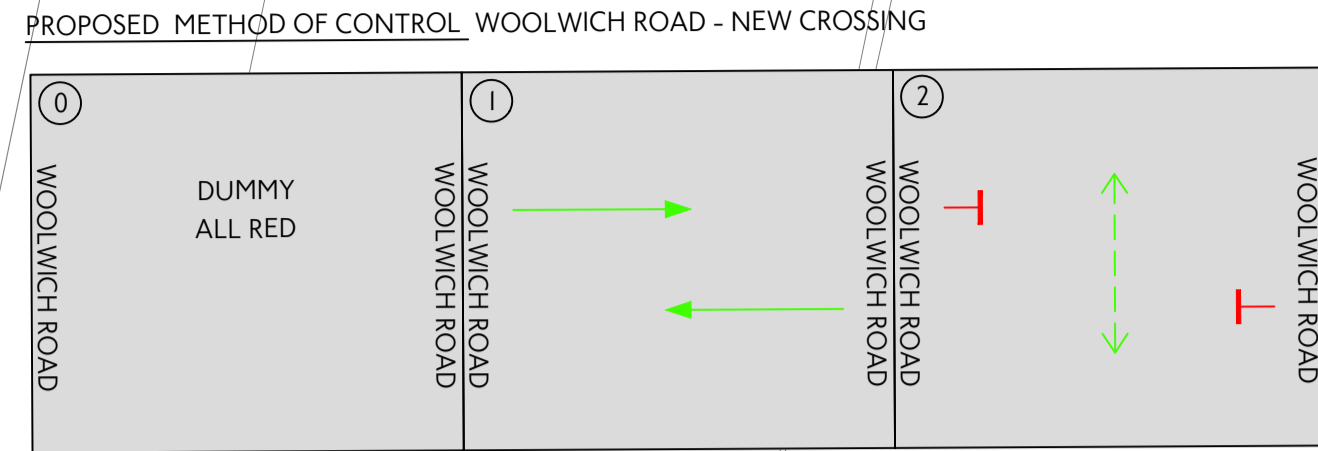 PROPOSED METHOD OF CONTROL WOOLWICH ROAD - NEW CROSSING
0
WOOLWICH ROAD
DUMMY
ALL RED
WOOLWICH ROAD
1
WOOLWICH ROAD
WOOLWICH ROAD
2
WOOLWICH ROAD
WOOLWICH ROAD